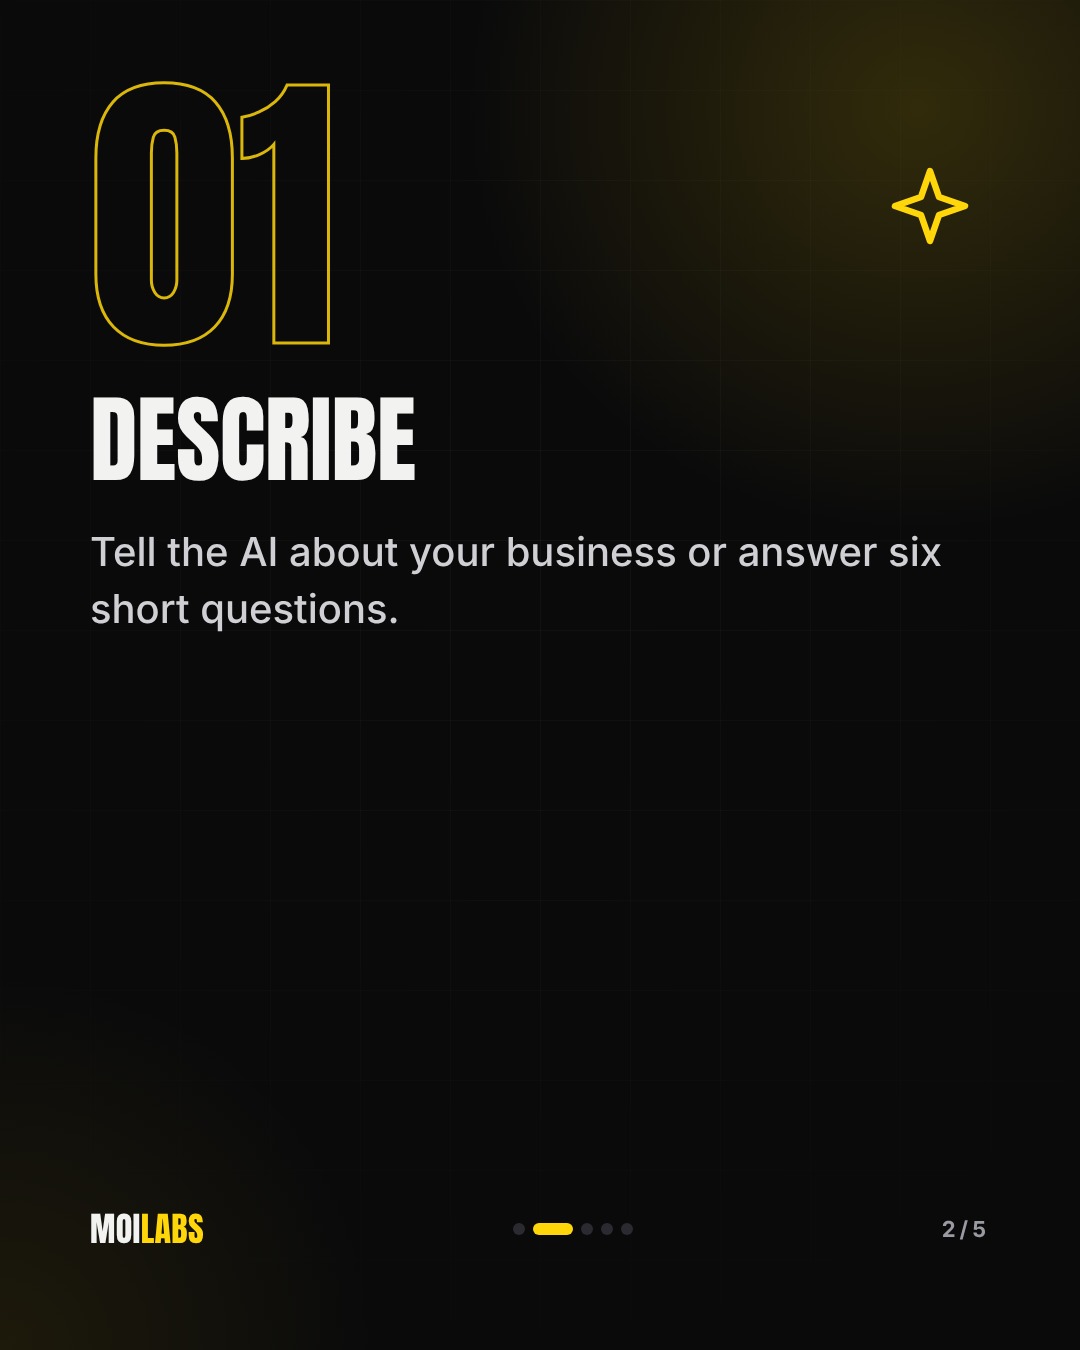 01
DESCRIBE
Tell the AI about your business or answer six
short questions.
MOILABS
2/5